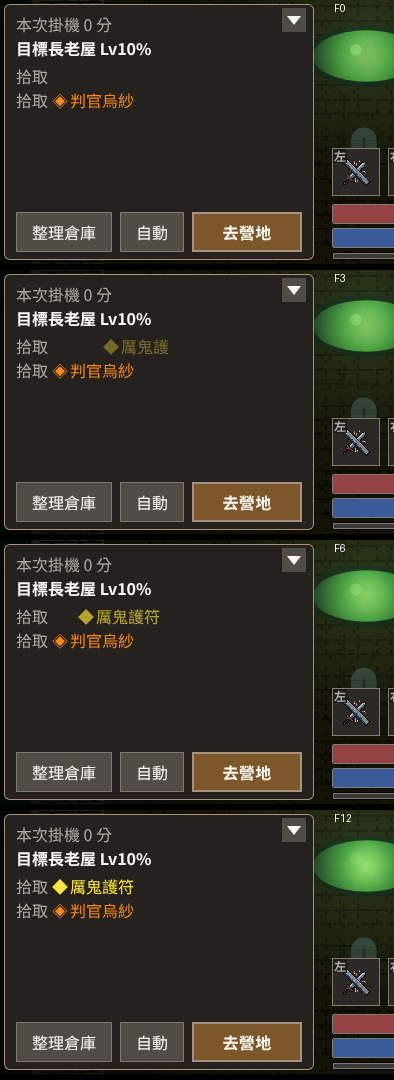 本次掛機 0 分
目標長老屋 Lv10%
拾取
拾取 ◈判官烏紗
整理倉庫 自動 去營地
F0
左
本次掛機 0 分
目標長老屋 Lv10%
拾取 ◆厲鬼護
拾取 ◈判官烏紗
整理倉庫 自動 去營地
F3
左
本次掛機 0 分
目標長老屋 Lv10%
拾取 ◆厲鬼護符
拾取 ◈判官烏紗
整理倉庫 自動 去營地
F6
左
本次掛機 0 分
目標長老屋 Lv10%
拾取 ◆厲鬼護符
拾取 ◈判官烏紗
整理倉庫 自動 去營地
F12
左